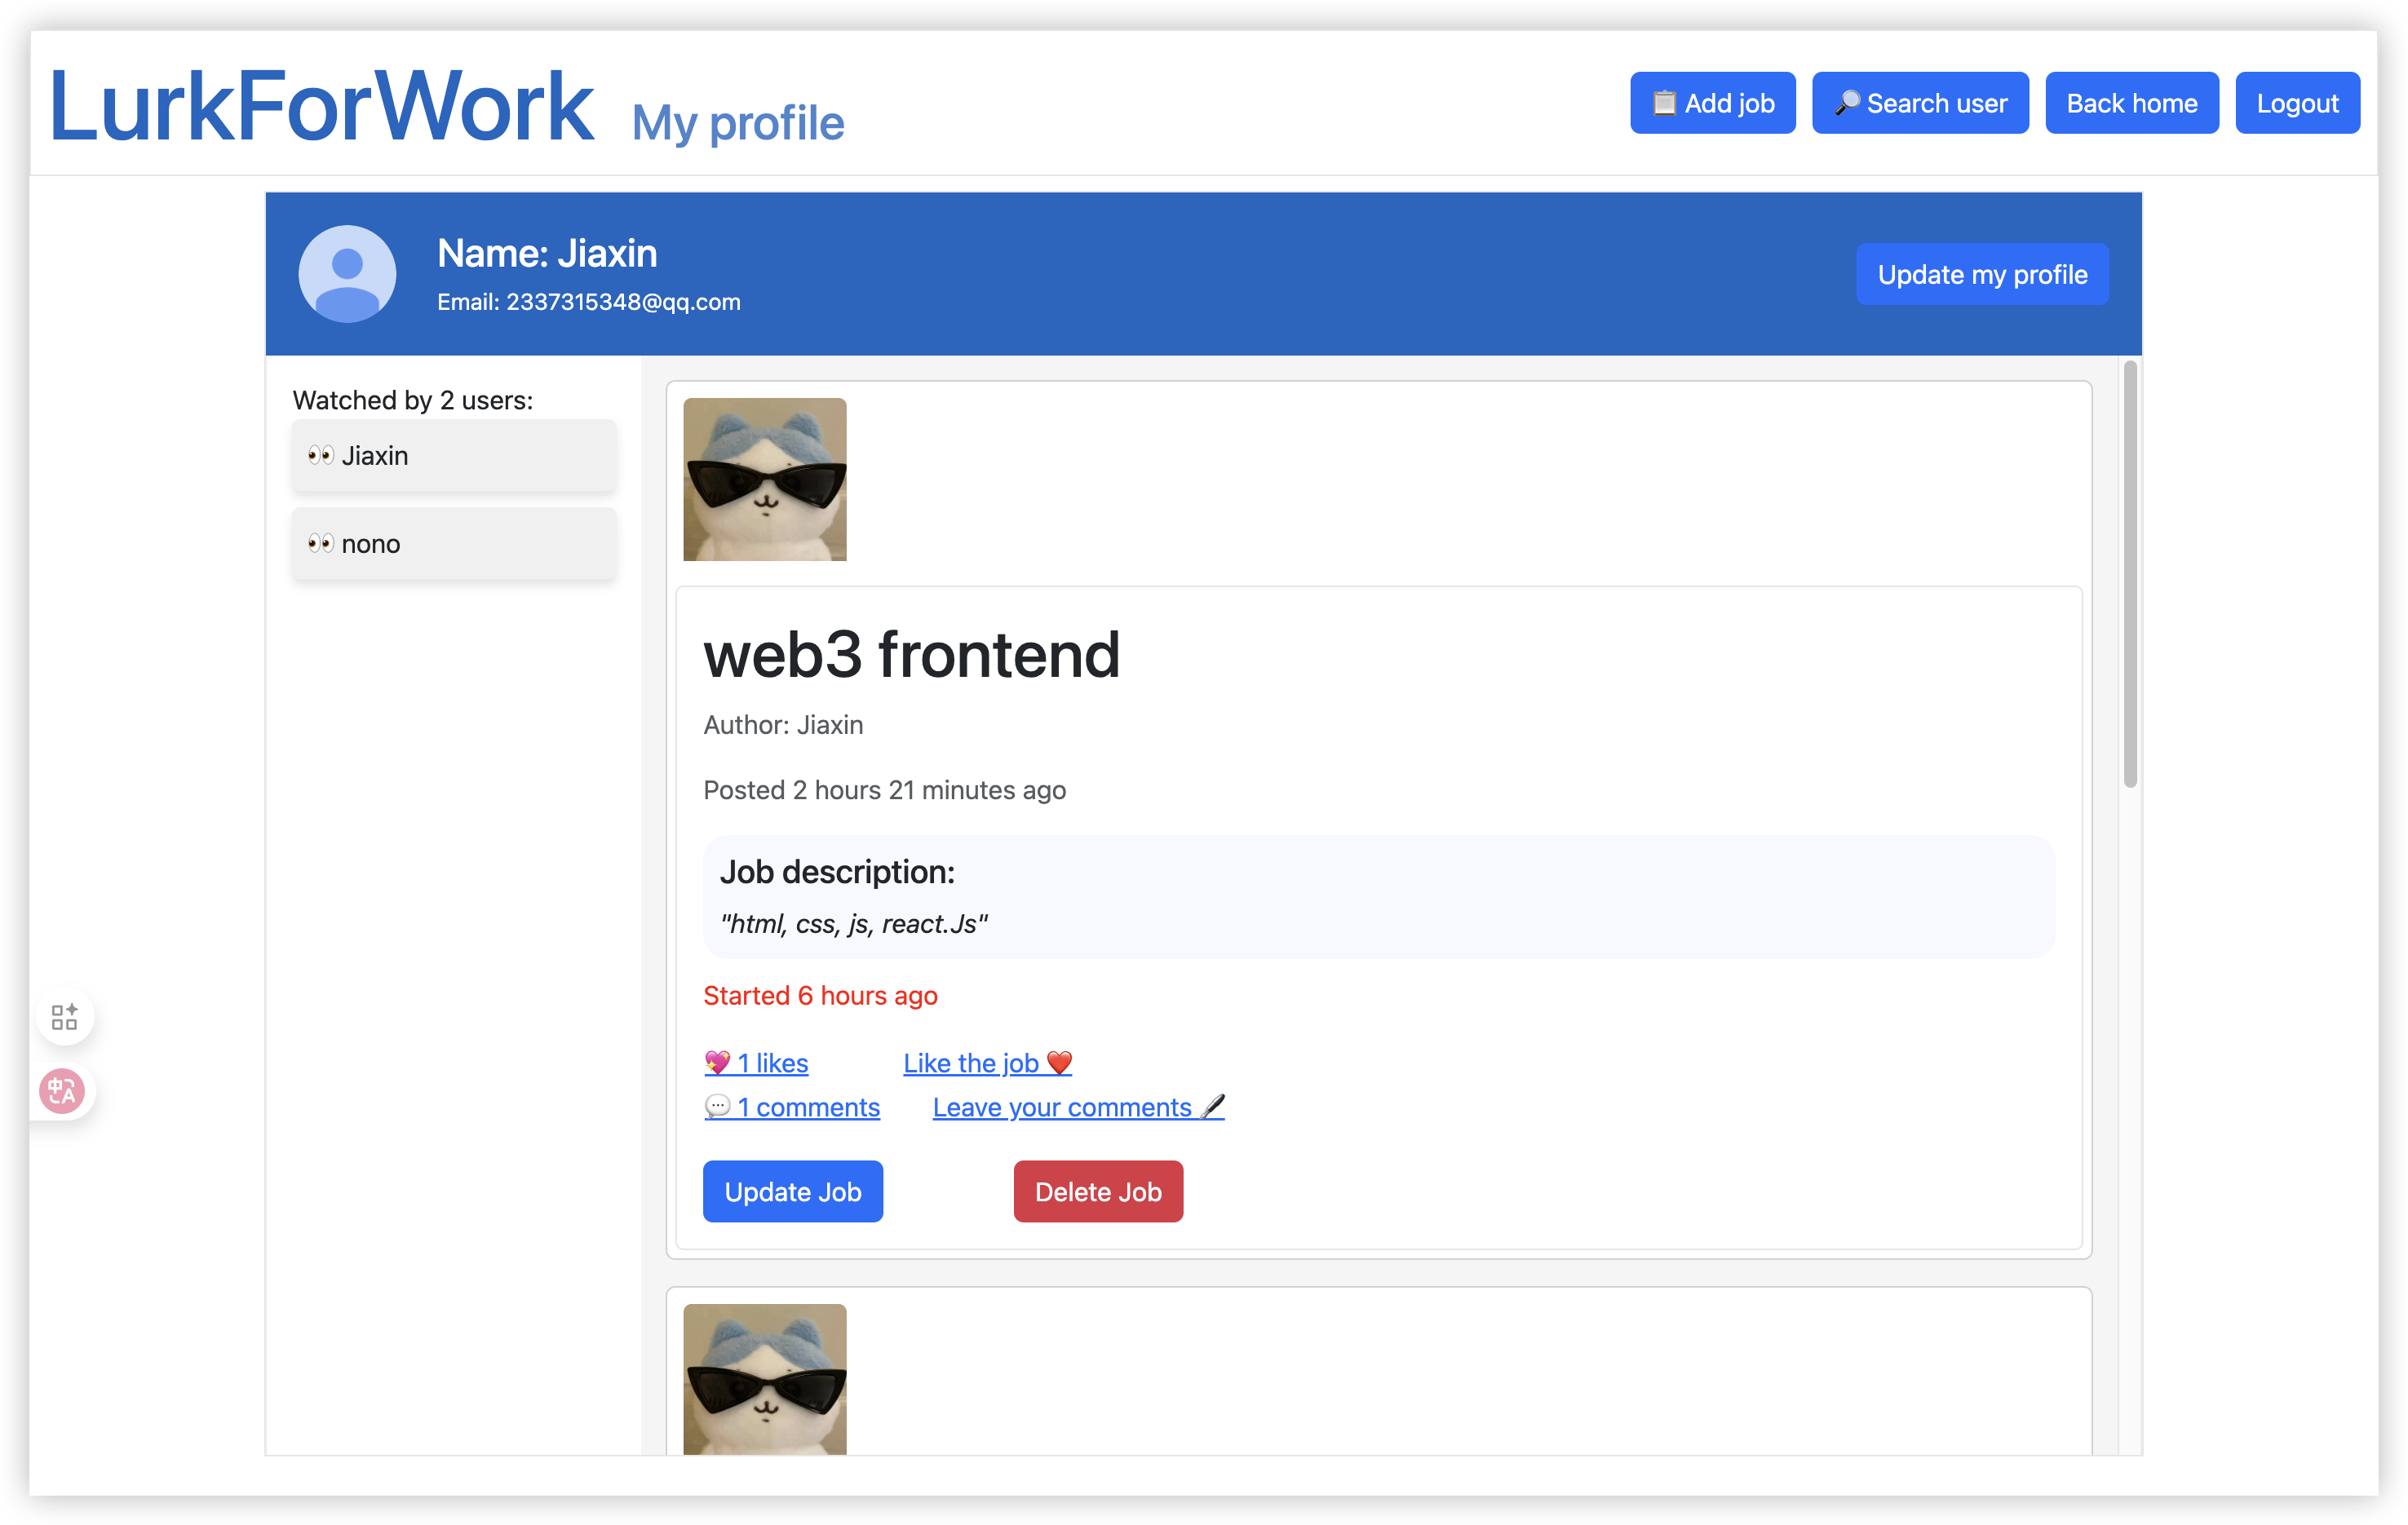 LurkForWork My profile
📋 Add job
🔎 Search user
Back home
Logout
Name: Jiaxin
Email: 2337315348@qq.com
Update my profile
Watched by 2 users:
👀 Jiaxin
👀 nono
web3 frontend
Author: Jiaxin
Posted 2 hours 21 minutes ago
Job description:
"html, css, js, react.Js"
Started 6 hours ago
💖 1 likes Like the job ❤️
💬 1 comments Leave your comments 🖋️
Update Job
Delete Job
中A